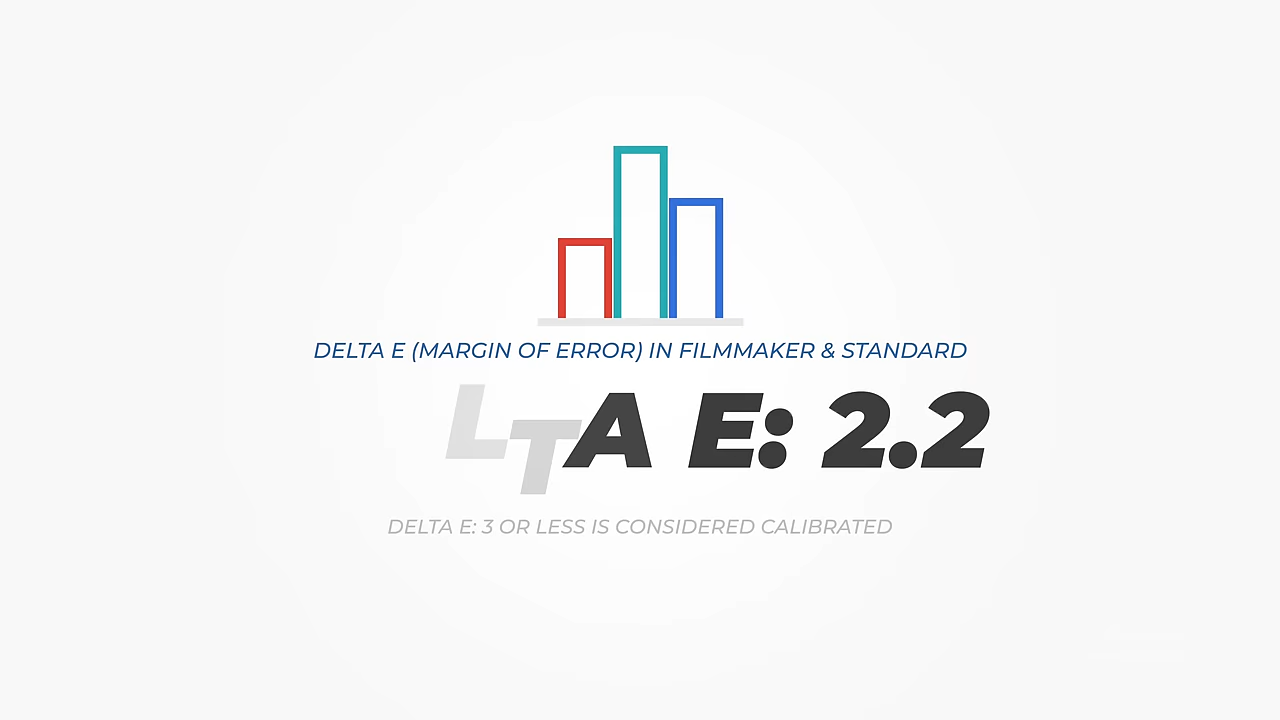 DELTA E (MARGIN OF ERROR) IN FILMMAKER & STANDARD
LTA E: 2.2
DELTA E: 3 OR LESS IS CONSIDERED CALIBRATED